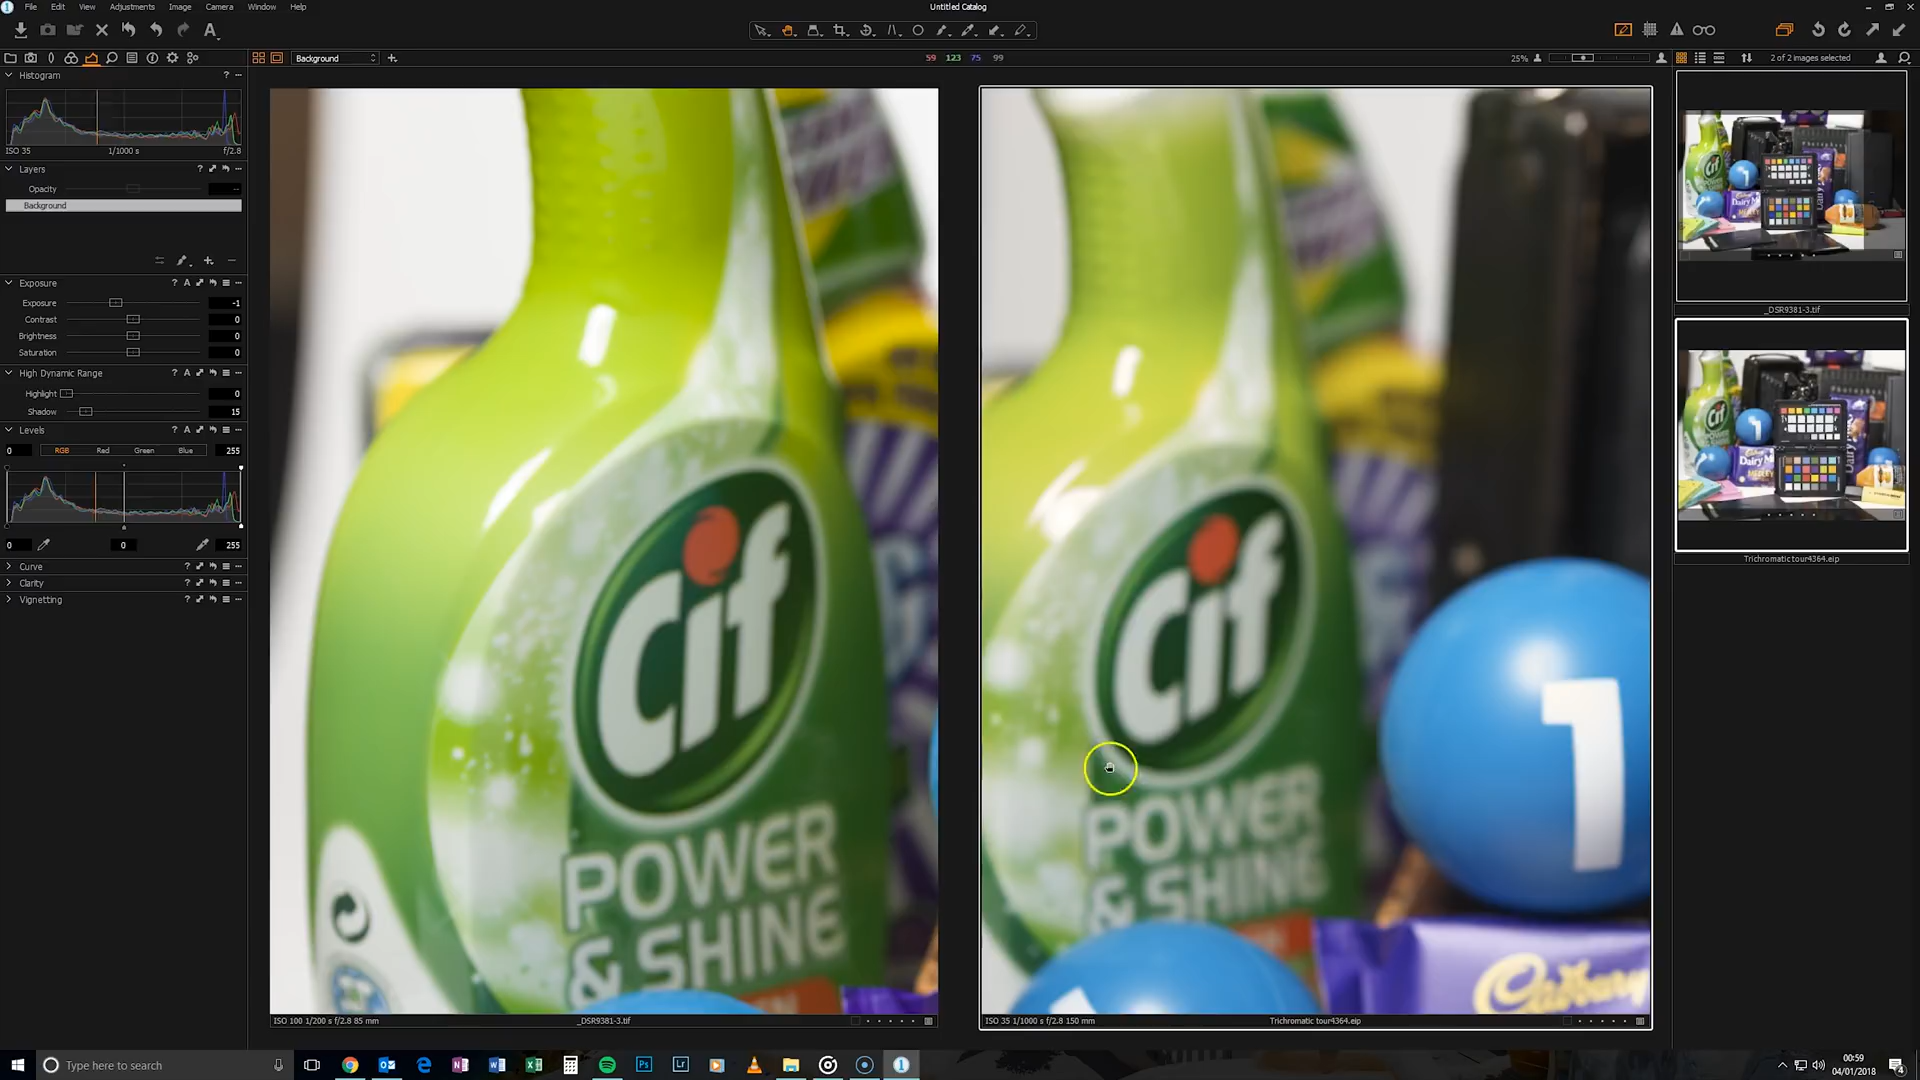 File Edit View Adjustments Image Camera Window Help
Untitled Catalog
Background
59 123 75 99
25%
2 of 2 images selected
Histogram
ISO 35 1/1000 s f/2.8
Layers
Opacity
Background
Exposure
Exposure -1
Contrast 0
Brightness 0
Saturation 0
High Dynamic Range
Highlight 0
Shadow 15
Levels
0 RGB Red Green Blue 255
0 0 255
Curve
Clarity
Vignetting
Cif
POWER
& SHINE
ISO 100 1/200 s f/2.8 85 mm
_DSR9381-3.tif
Cif
POWER
& SHINE
1
Cadbury
ISO 35 1/1000 s f/2.8 150 mm
Trichromatic tour4364.eip
_DSR9381-3.tif
Trichromatic tour4364.eip
Type here to search
00:59
04/01/2018